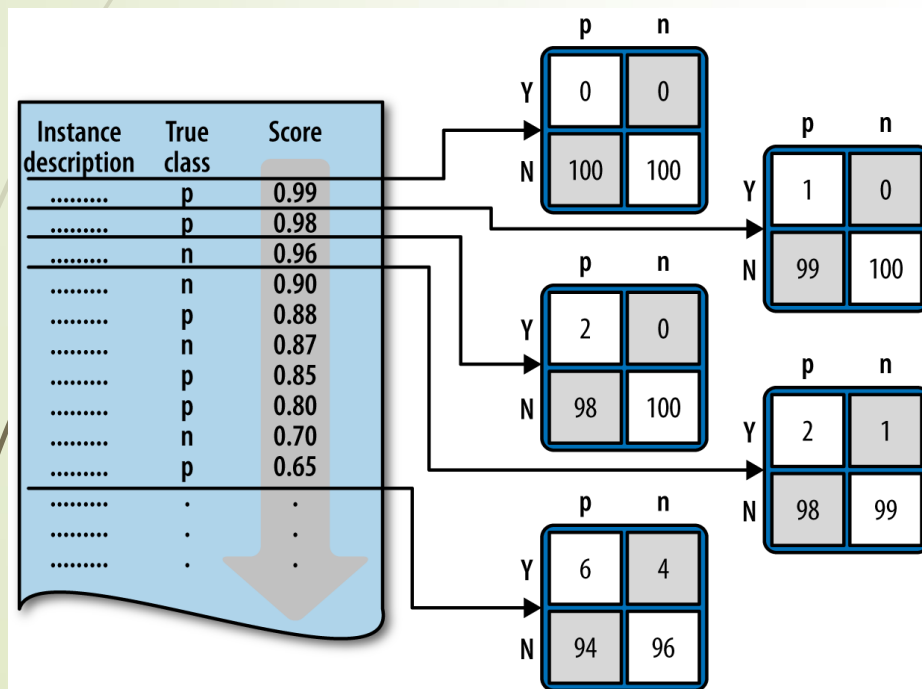 Instance description True class Score
......... p 0.99
......... p 0.98
......... n 0.96
......... n 0.90
......... p 0.88
......... n 0.87
......... p 0.85
......... p 0.80
......... n 0.70
......... p 0.65
......... . .
......... . .
......... . .
p n
Y 0 0
N 100 100
p n
Y 1 0
N 99 100
p n
Y 2 0
N 98 100
p n
Y 2 1
N 98 99
p n
Y 6 4
N 94 96